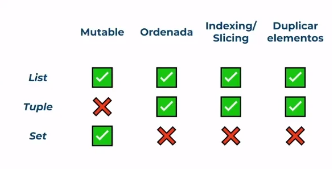 Mutable Ordenada Indexing/ Duplicar
Slicing elementos
List
Tuple
Set